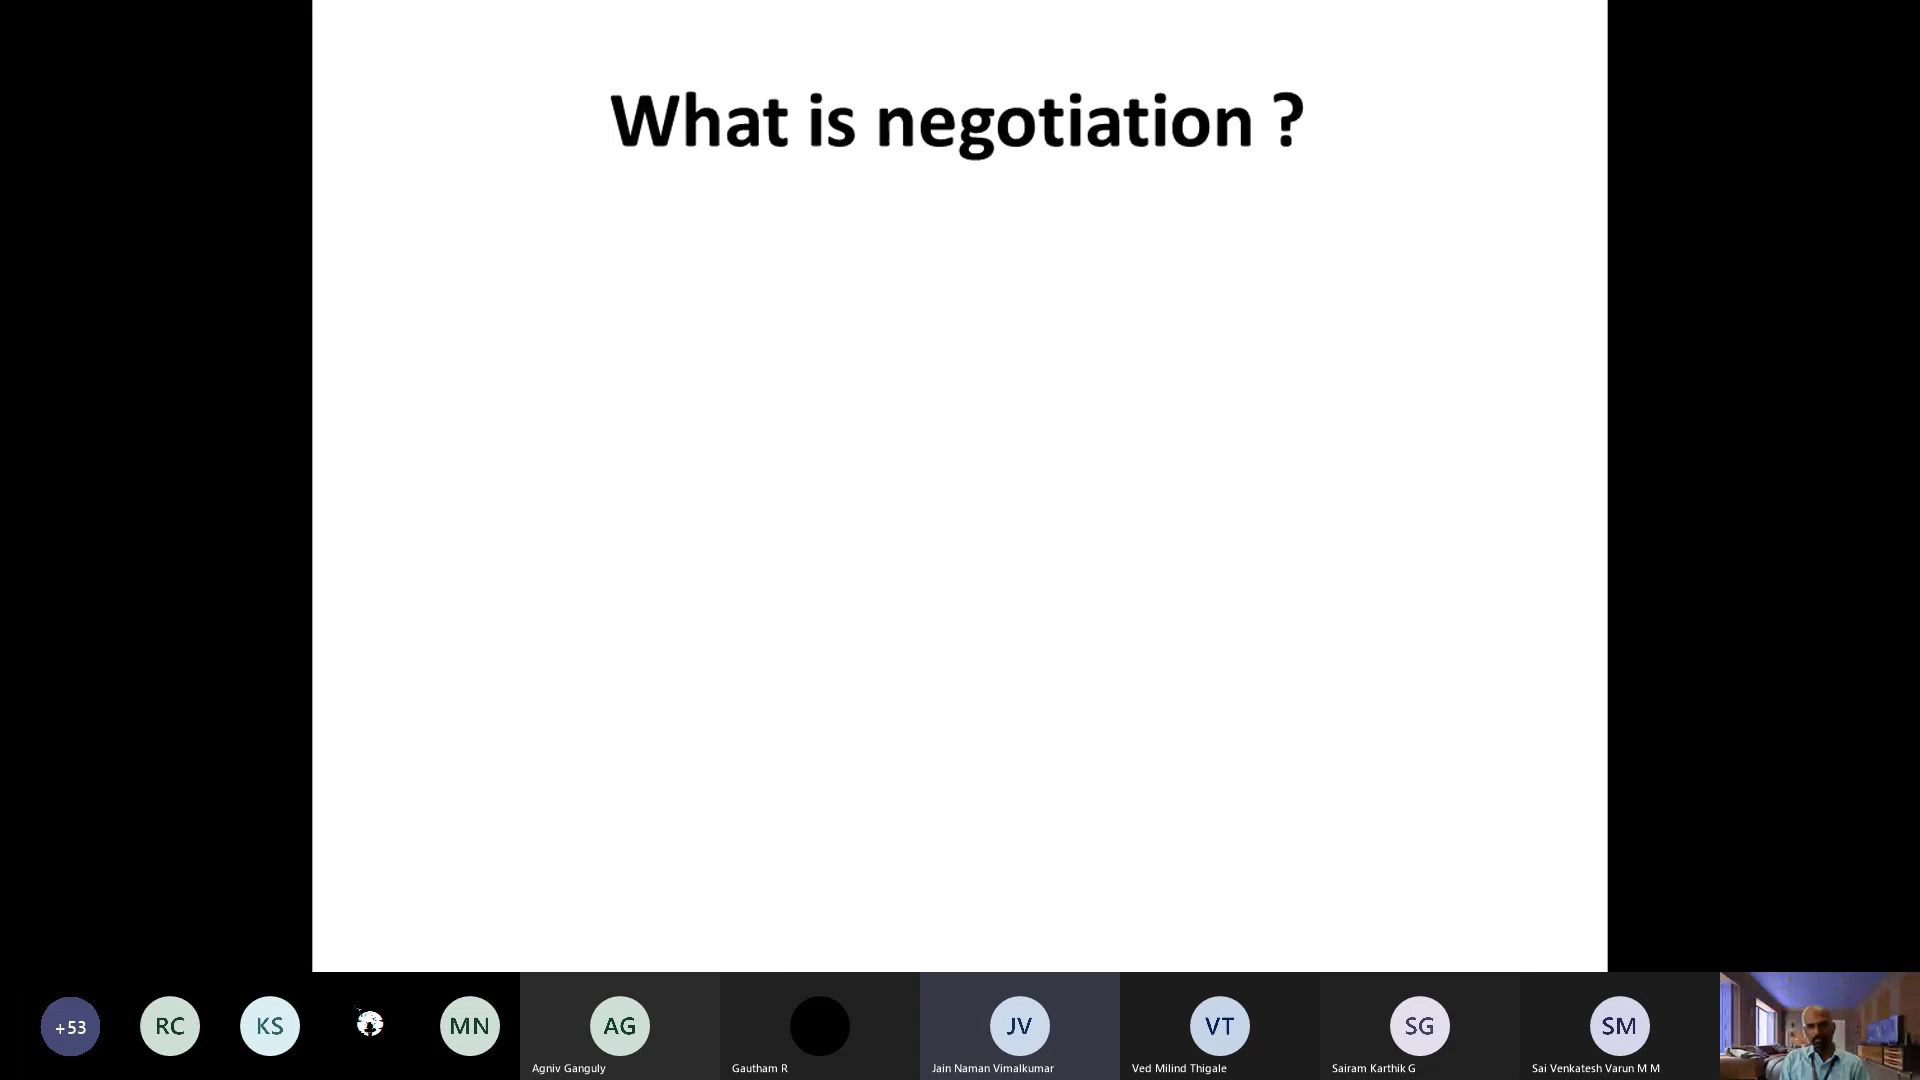 What is negotiation ?
+53
RC
KS
MN
AG
JV
VT
SG
SM
Agniv Ganguly
Gautham R
Jain Naman Vimalkumar
Ved Milind Thigale
Sairam Karthik G
Sai Venkatesh Varun M M